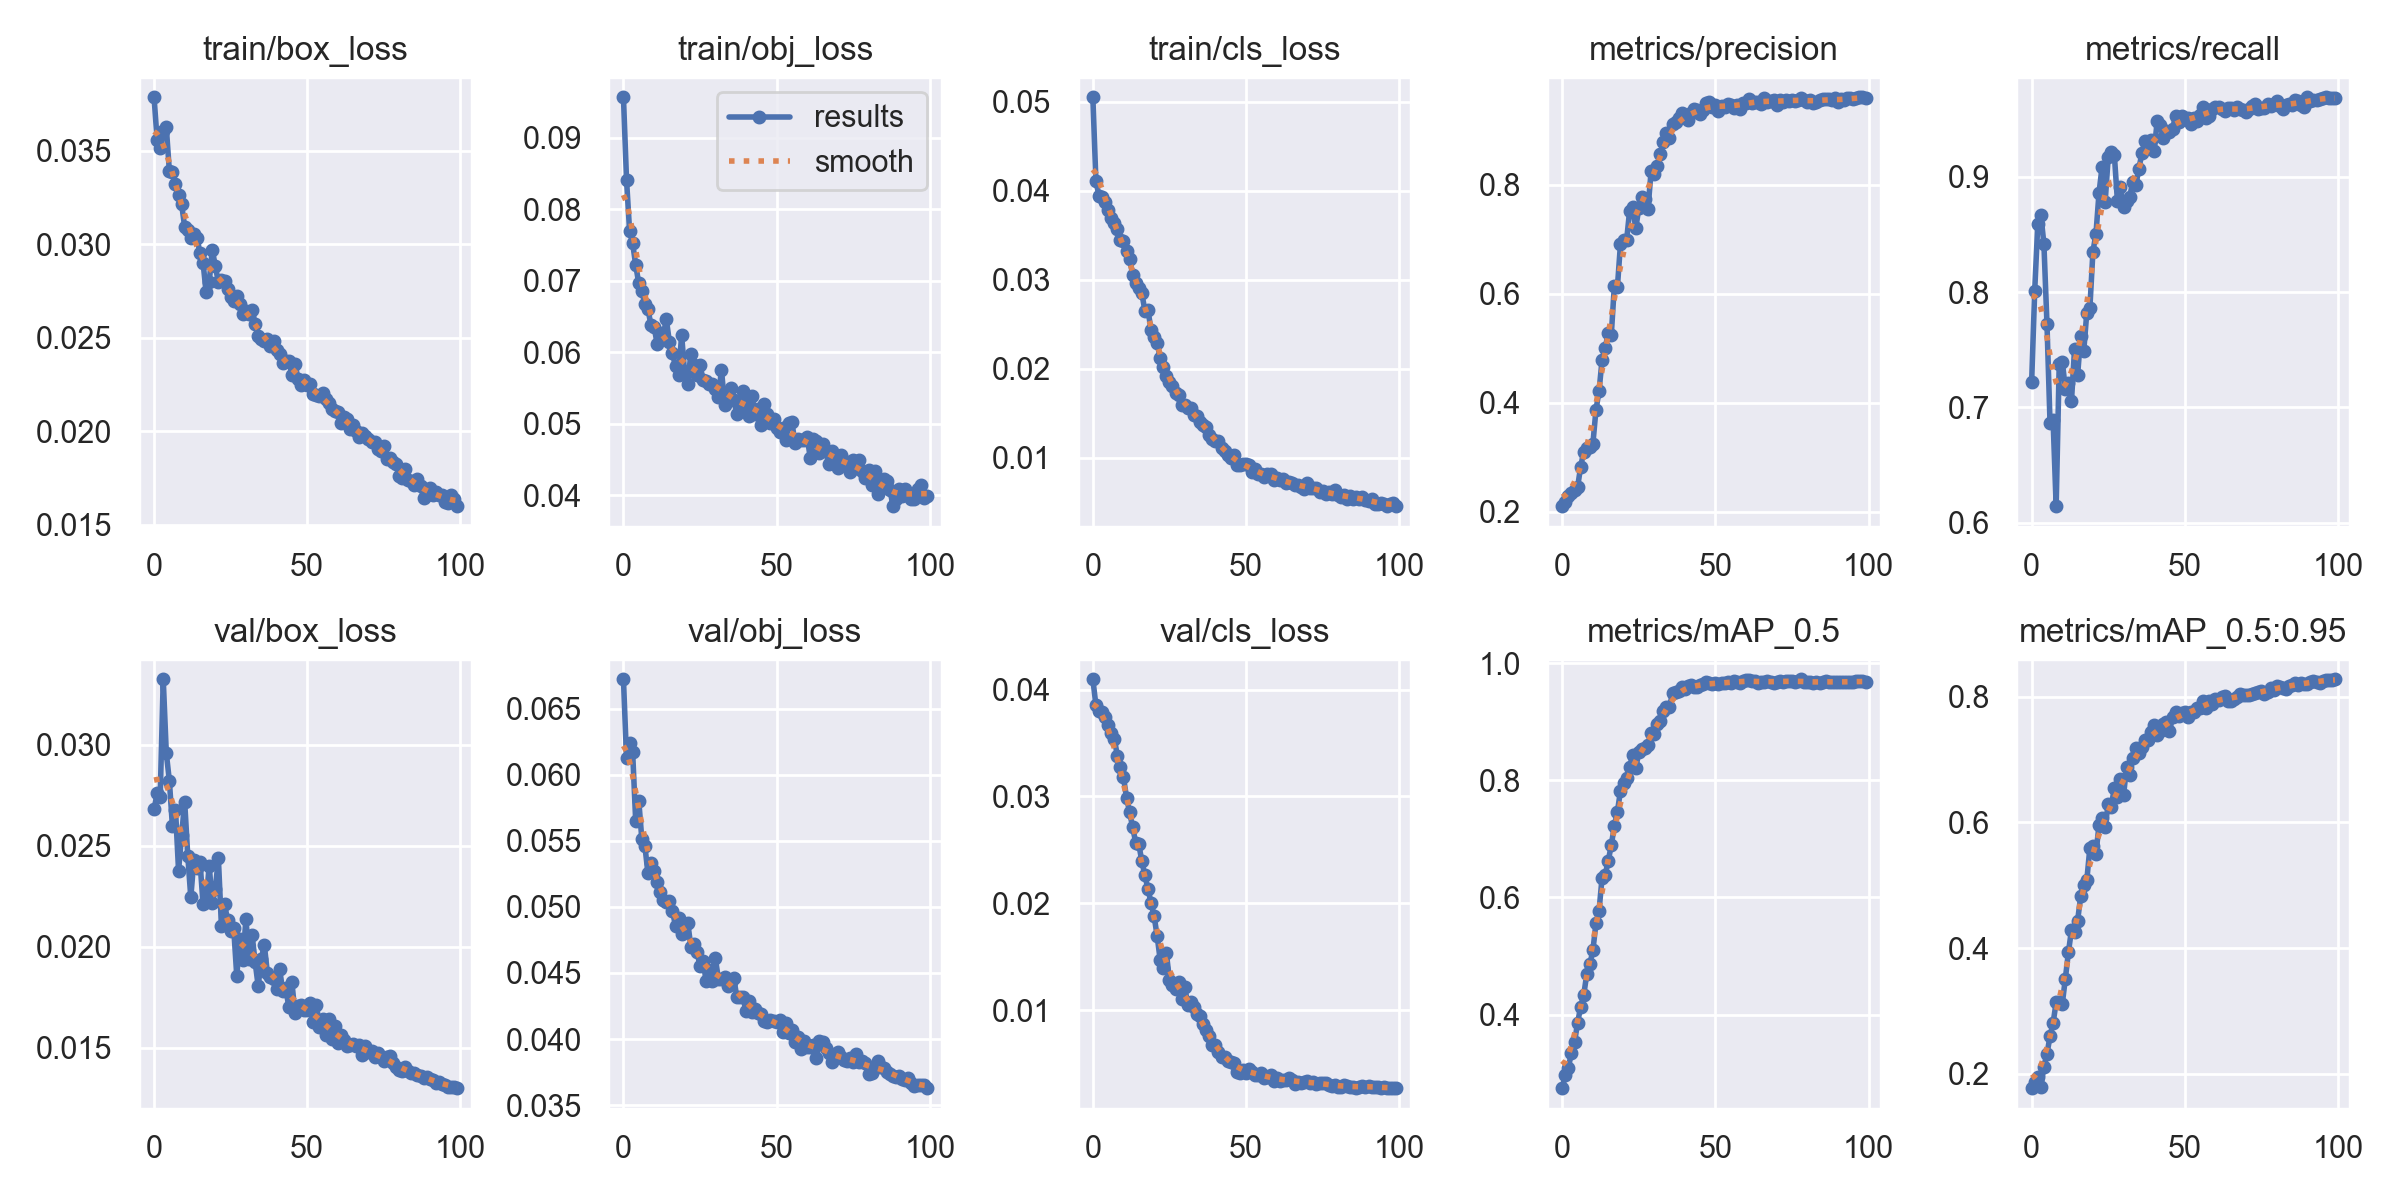 train/box_loss
0.035
0.030
0.025
0.020
0.015
0 50 100
train/obj_loss
results
smooth
0.09
0.08
0.07
0.06
0.05
0.04
0 50 100
train/cls_loss
0.05
0.04
0.03
0.02
0.01
0 50 100
metrics/precision
0.8
0.6
0.4
0.2
0 50 100
metrics/recall
0.9
0.8
0.7
0.6
0 50 100
val/box_loss
0.030
0.025
0.020
0.015
0 50 100
val/obj_loss
0.065
0.060
0.055
0.050
0.045
0.040
0.035
0 50 100
val/cls_loss
0.04
0.03
0.02
0.01
0 50 100
metrics/mAP_0.5
1.0
0.8
0.6
0.4
0 50 100
metrics/mAP_0.5:0.95
0.8
0.6
0.4
0.2
0 50 100